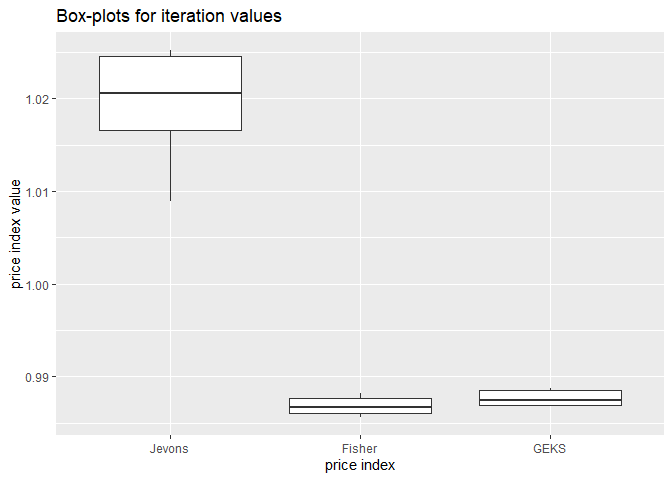 Box-plots for iteration values
1.02
1.01
1.00
0.99
price index value
Jevons
Fisher
GEKS
price index